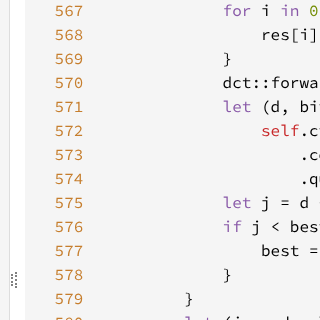 567 for i in 0
568 res[i]
569 }
570 dct::forwa
571 let (d, bi
572 self.c
573 .c
574 .q
575 let j = d
576 if j < bes
577 best =
578 }
579 }